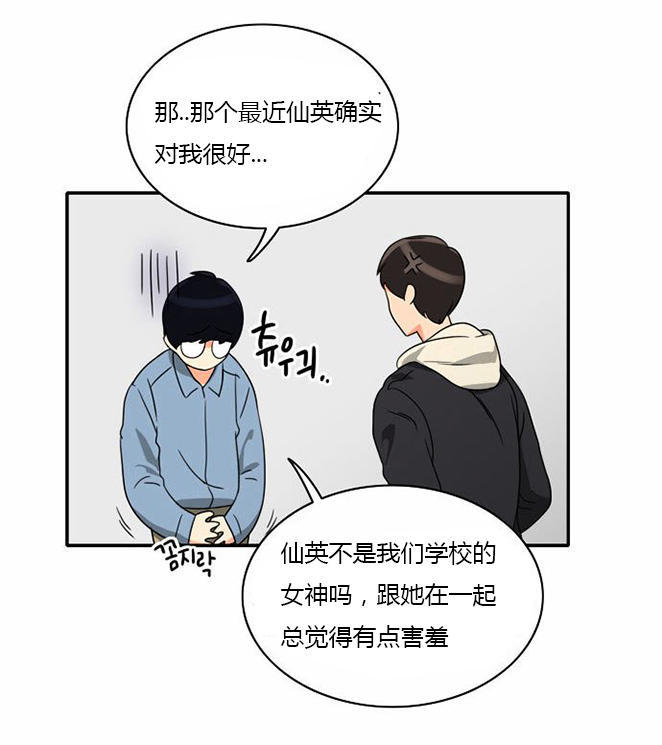 那..那个最近仙英确实
对我很好...
츄우긔..
꼼지락
仙英不是我们学校的
女神吗，跟她在一起
总觉得有点害羞